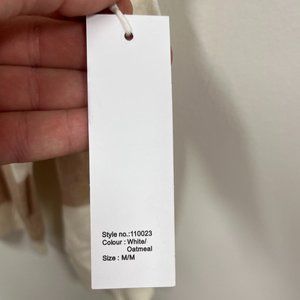 Style no.:110023
Colour : White/
Oatmeal
Size : M/M